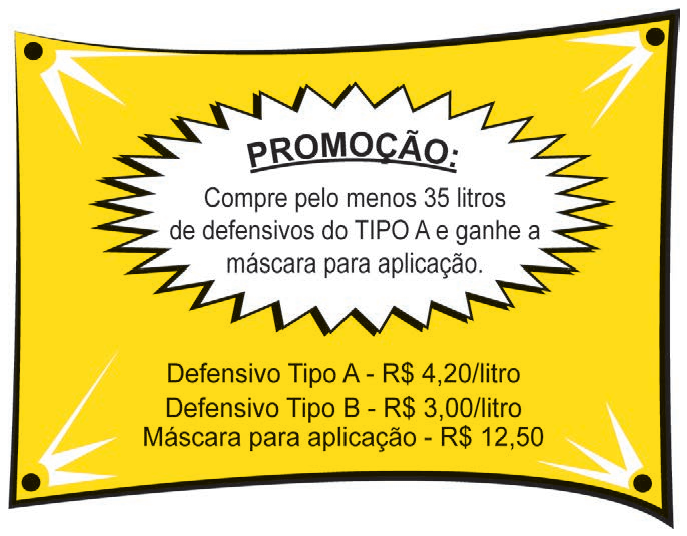 PROMOÇÃO:
Compre pelo menos 35 litros
de defensivos do TIPO A e ganhe a
máscara para aplicação.
Defensivo Tipo A - R$ 4,20/litro
Defensivo Tipo B - R$ 3,00/litro
Máscara para aplicação - R$ 12,50